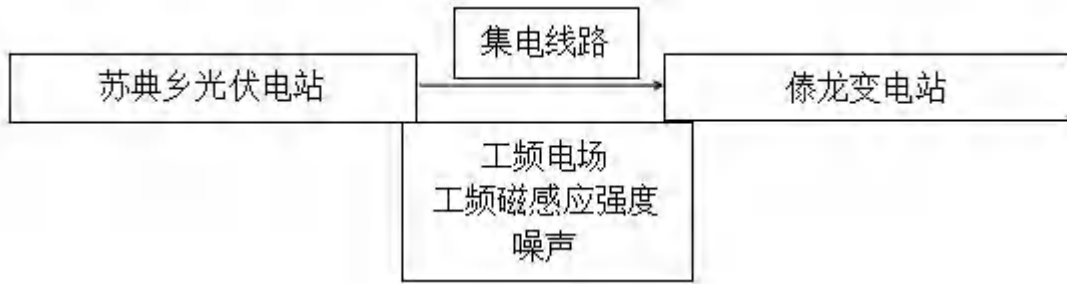 集电线路
苏典乡光伏电站
傣龙变电站
工频电场
工频磁感应强度
噪声